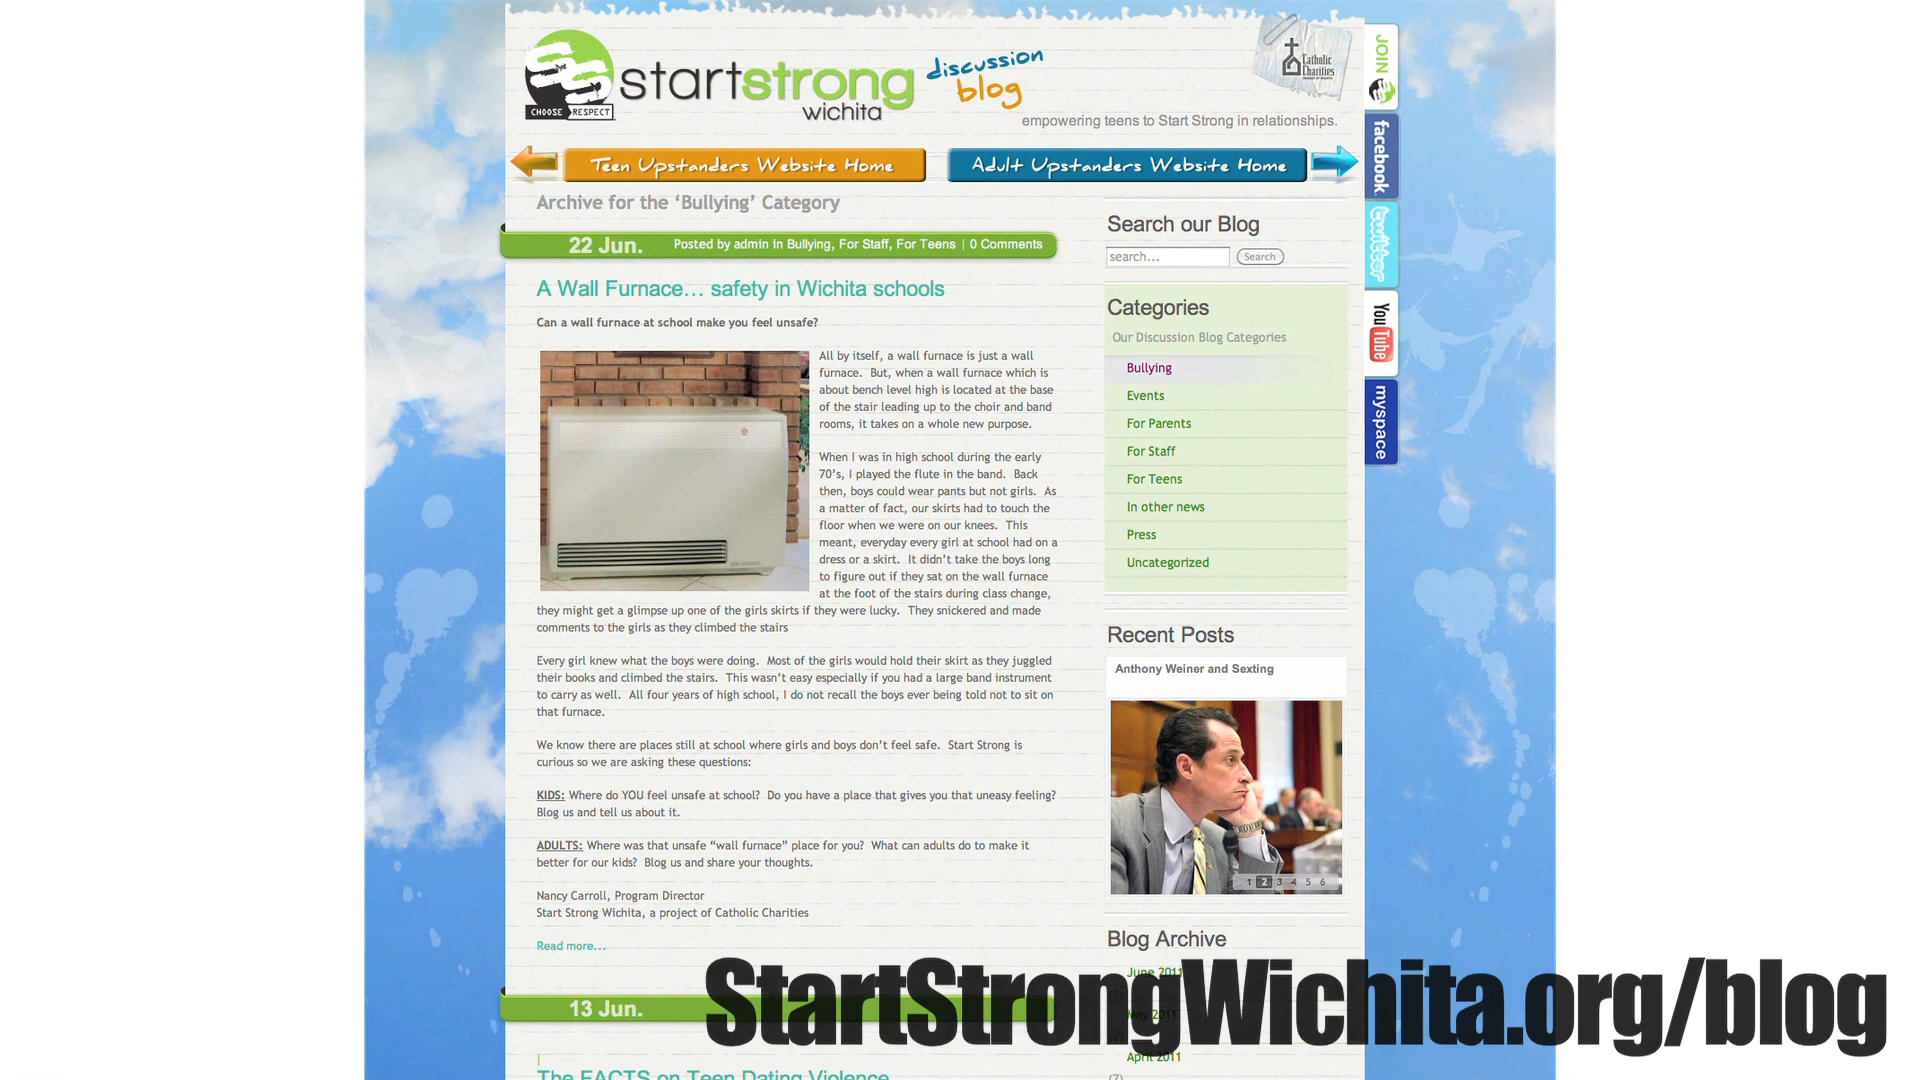 startstrong
wichita
discussion
blog
CHOOSE RESPECT
Catholic
Charities
empowering teens to Start Strong in relationships.
JOIN
facebook
twitter
YouTube
myspace
Teen Upstanders Website Home
Adult Upstanders Website Home
Archive for the ‘Bullying’ Category
22 Jun.
Posted by admin in Bullying, For Staff, For Teens | 0 Comments
A Wall Furnace… safety in Wichita schools
Can a wall furnace at school make you feel unsafe?
All by itself, a wall furnace is just a wall
furnace. But, when a wall furnace which is
about bench level high is located at the base
of the stair leading up to the choir and band
rooms, it takes on a whole new purpose.
When I was in high school during the early
70’s, I played the flute in the band. Back
then, boys could wear pants but not girls. As
a matter of fact, our skirts had to touch the
floor when we were on our knees. This
meant, everyday every girl at school had on a
dress or a skirt. It didn’t take the boys long
to figure out if they sat on the wall furnace
at the foot of the stairs during class change,
they might get a glimpse up one of the girls skirts if they were lucky. They snickered and made
comments to the girls as they climbed the stairs
Every girl knew what the boys were doing. Most of the girls would hold their skirt as they juggled
their books and climbed the stairs. This wasn’t easy especially if you had a large band instrument
to carry as well. All four years of high school, I do not recall the boys ever being told not to sit on
that furnace.
We know there are places still at school where girls and boys don’t feel safe. Start Strong is
curious so we are asking these questions:
KIDS: Where do YOU feel unsafe at school? Do you have a place that gives you that uneasy feeling?
Blog us and tell us about it.
ADULTS: Where was that unsafe “wall furnace” place for you? What can adults do to make it
better for our kids? Blog us and share your thoughts.
Nancy Carroll, Program Director
Start Strong Wichita, a project of Catholic Charities
Read more...
13 Jun.
The FACTS on Teen Dating Violence
Search our Blog
search...
Search
Categories
Our Discussion Blog Categories
Bullying
Events
For Parents
For Staff
For Teens
In other news
Press
Uncategorized
Recent Posts
Anthony Weiner and Sexting
1 2 3 4 5 6
Blog Archive
June 2011
May 2011
April 2011
(7)
StartStrongWichita.org/blog